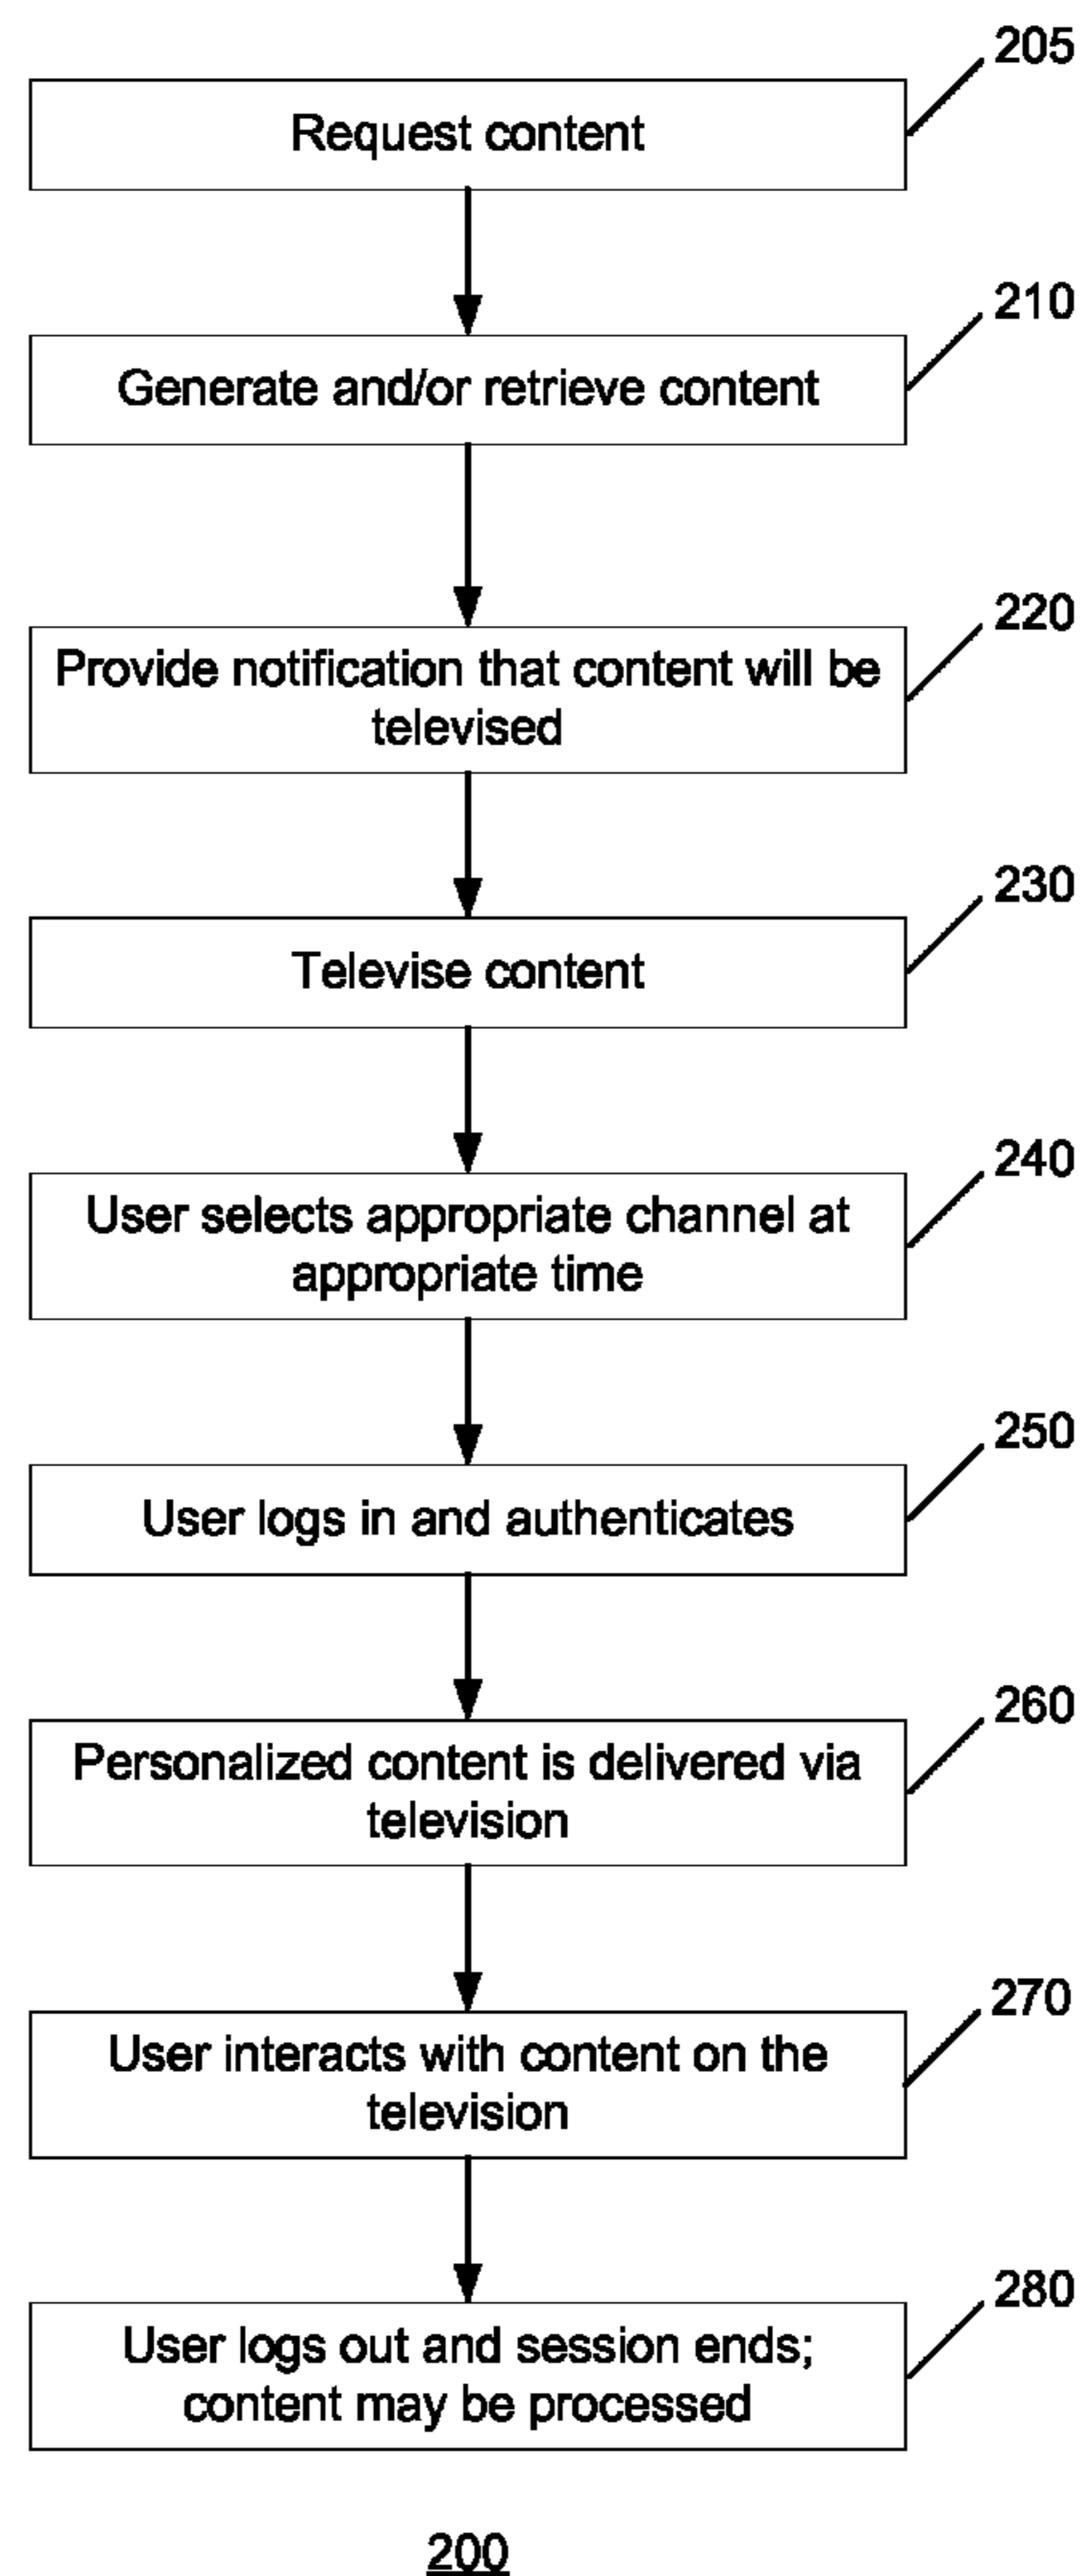 205
Request content
210
Generate and/or retrieve content
220
Provide notification that content will be
televised
230
Televise content
240
User selects appropriate channel at
appropriate time
250
User logs in and authenticates
260
Personalized content is delivered via
television
270
User interacts with content on the
television
280
User logs out and session ends;
content may be processed
200